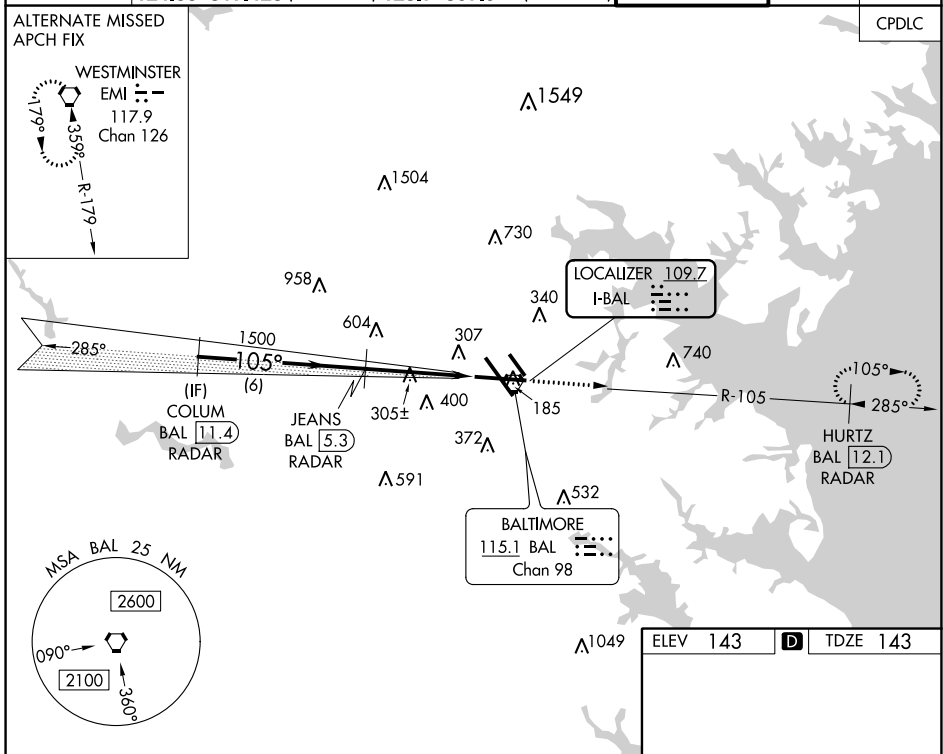 ALTERNATE MISSED
APCH FIX
WESTMINSTER
EMI
117.9
Chan 126
179°
359°
R-179
CPDLC
1549
1504
730
958
LOCALIZER 109.7
I-BAL
340
604
307
740
285°
1500
105°
(6)
(IF)
COLUM
BAL 11.4
RADAR
JEANS
BAL 5.3
RADAR
305±
400
185
R-105
105°
285°
HURTZ
BAL 12.1
RADAR
372
591
532
BALTIMORE
115.1 BAL
Chan 98
MSA BAL 25 NM
2600
090°
2100
360°
1049
ELEV 143 D TDZE 143